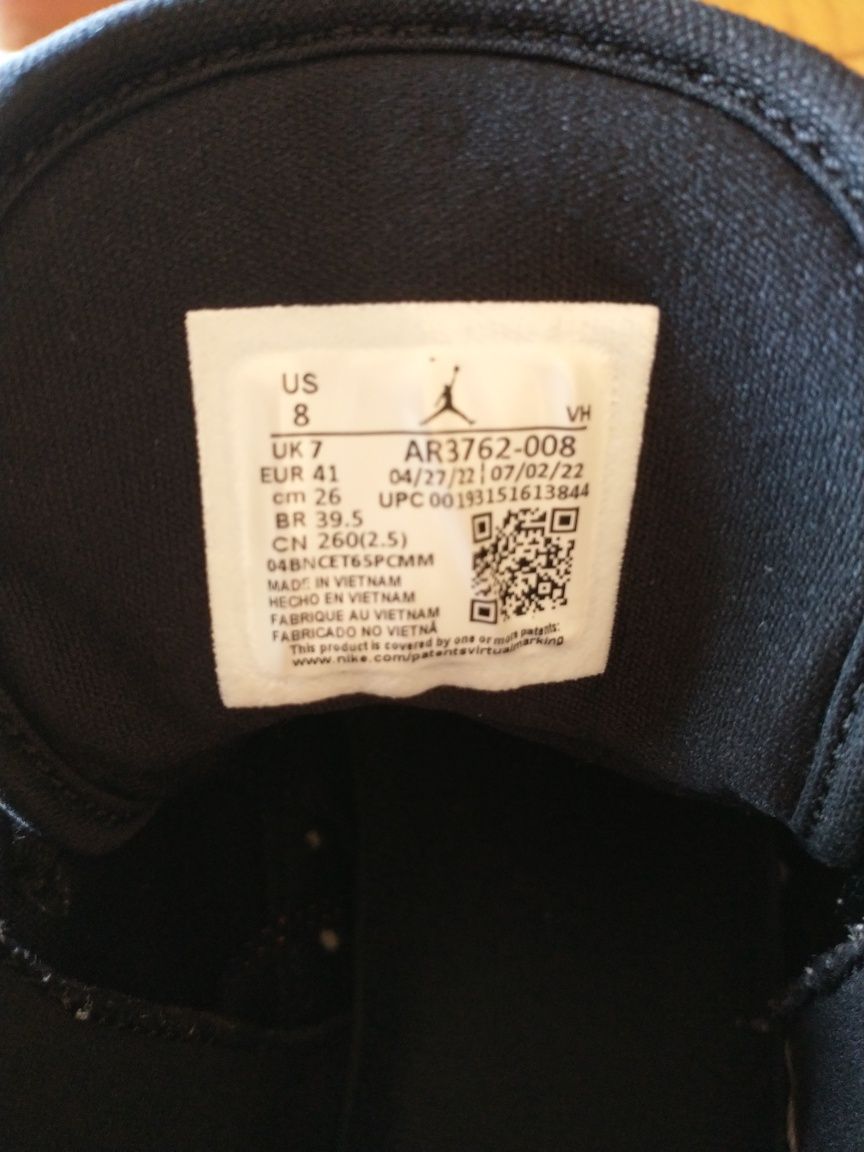 US
8
VH
UK 7
AR3762-008
EUR 41
04/27/22 | 07/02/22
cm 26
UPC 00193151613844
BR 39.5
CN 260(2.5)
04BNCET65PCMM
MADE IN VIETNAM
HECHO EN VIETNAM
FABRIQUE AU VIETNAM
FABRICADO NO VIETNÃ
This product is covered by one or more patents:
www.nike.com/patentsvirtualmarking